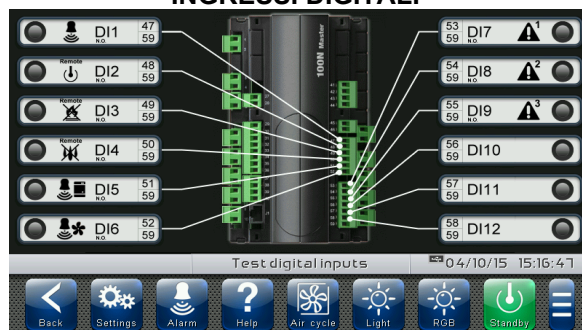 INGRESSI DIGITALI
DI1 N.O. 47 59
Remote DI2 N.O. 48 59
Remote DI3 N.O. 49 59
Remote DI4 N.O. 50 59
DI5 N.O. 51 59
DI6 N.O. 52 59
100N Master
53 59 DI7 N.O. 1
54 59 DI8 N.O. 2
55 59 DI9 N.O. 3
56 59 DI10
57 59 DI11
58 59 DI12
Test digital inputs 04/10/15 15:16:47
Back Settings Alarm Help Air cycle Light RGB Standby